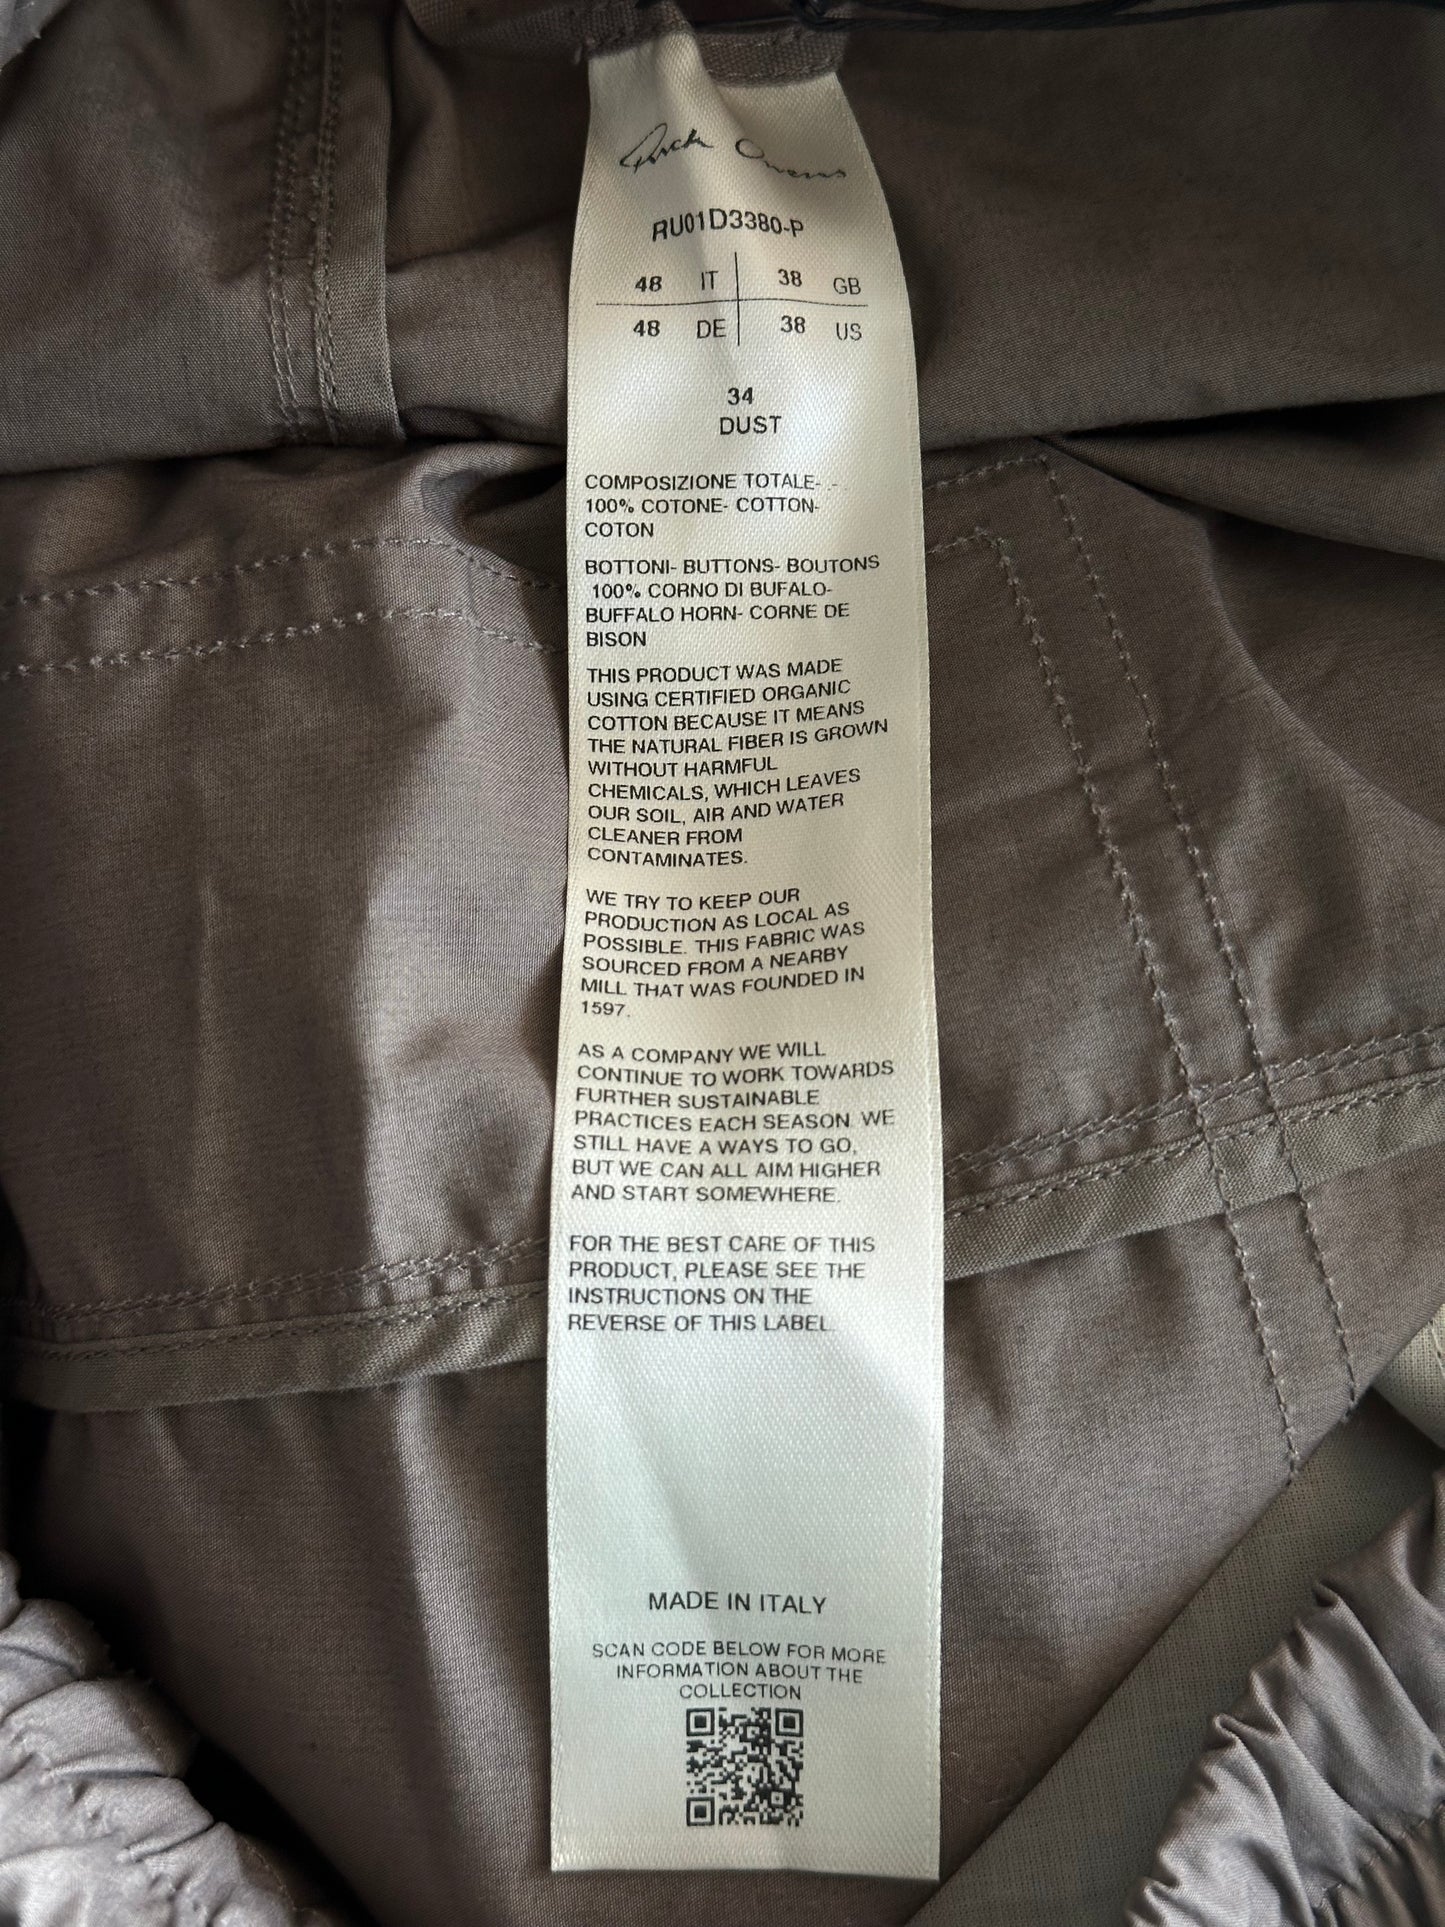 Rick Owens
RU01D3380-P
48 IT 38 GB
48 DE 38 US
34
DUST
COMPOSIZIONE TOTALE- -
100% COTONE- COTTON-
COTON
BOTTONI- BUTTONS- BOUTONS
100% CORNO DI BUFALO-
BUFFALO HORN- CORNE DE
BISON
THIS PRODUCT WAS MADE
USING CERTIFIED ORGANIC
COTTON BECAUSE IT MEANS
THE NATURAL FIBER IS GROWN
WITHOUT HARMFUL
CHEMICALS, WHICH LEAVES
OUR SOIL, AIR AND WATER
CLEANER FROM
CONTAMINATES.
WE TRY TO KEEP OUR
PRODUCTION AS LOCAL AS
POSSIBLE. THIS FABRIC WAS
SOURCED FROM A NEARBY
MILL THAT WAS FOUNDED IN
1597.
AS A COMPANY WE WILL
CONTINUE TO WORK TOWARDS
FURTHER SUSTAINABLE
PRACTICES EACH SEASON. WE
STILL HAVE A WAYS TO GO,
BUT WE CAN ALL AIM HIGHER
AND START SOMEWHERE.
FOR THE BEST CARE OF THIS
PRODUCT, PLEASE SEE THE
INSTRUCTIONS ON THE
REVERSE OF THIS LABEL.
MADE IN ITALY
SCAN CODE BELOW FOR MORE
INFORMATION ABOUT THE
COLLECTION